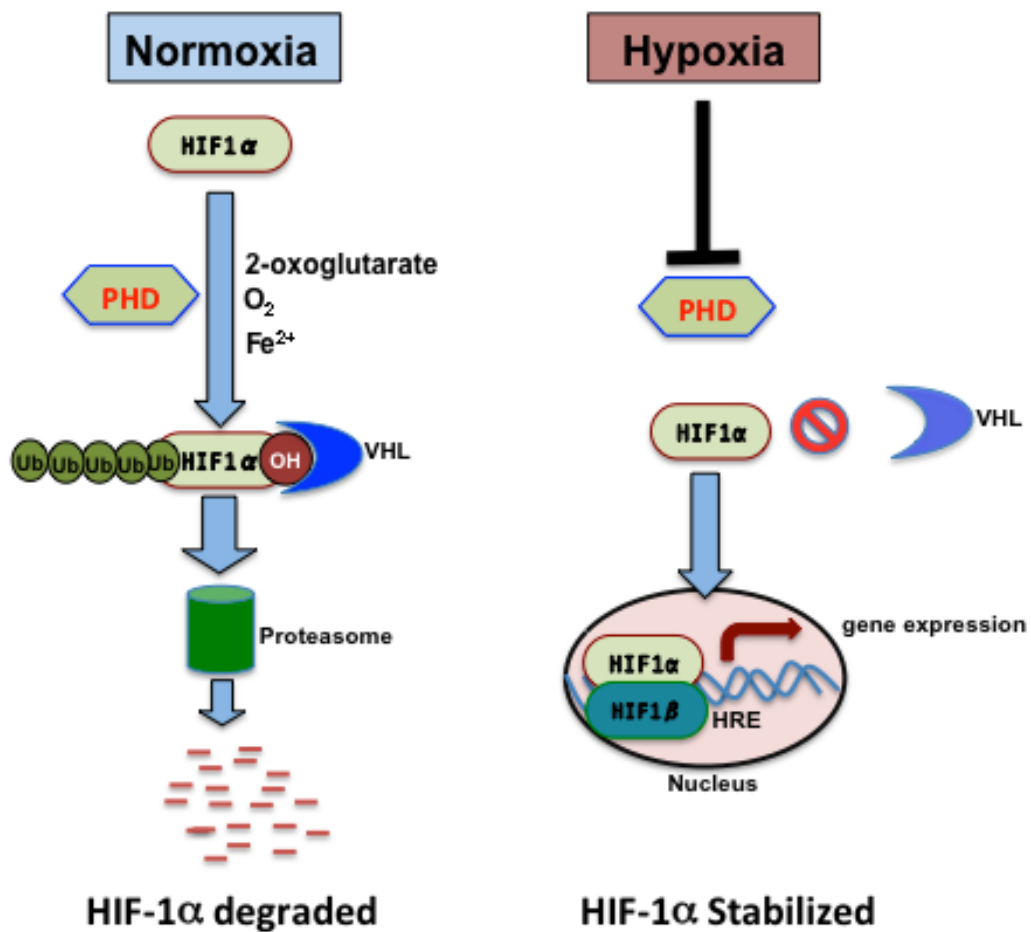 Normoxia
HIF1α
PHD
2-oxoglutarate
O₂
Fe²⁺
Ub Ub Ub Ub Ub HIF1α OH VHL
Proteasome
HIF-1α degraded
Hypoxia
PHD
HIF1α
VHL
gene expression
HIF1α
HIF1β HRE
Nucleus
HIF-1α Stabilized